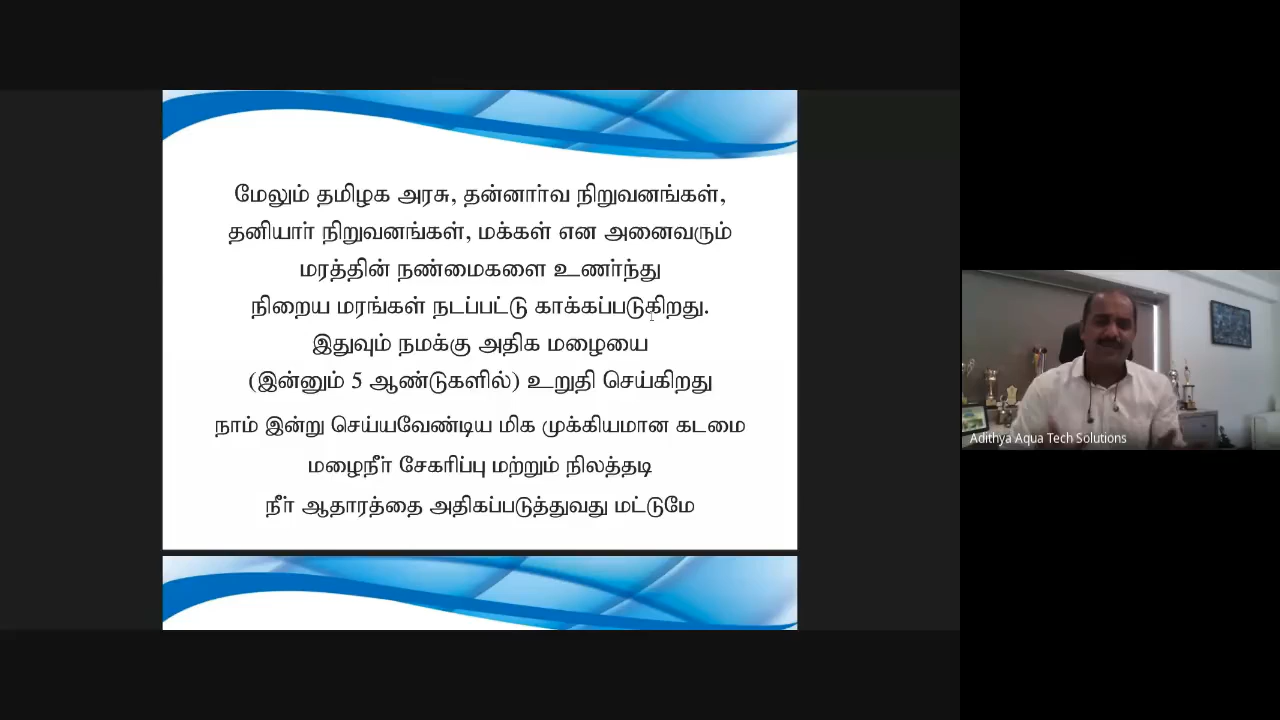 மேலும் தமிழக அரசு, தன்னார்வ நிறுவனங்கள்,
தனியார் நிறுவனங்கள், மக்கள் என அனைவரும்
மரத்தின் நண்மைகளை உணர்ந்து
நிறைய மரங்கள் நடப்பட்டு காக்கப்படுகிறது.
இதுவும் நமக்கு அதிக மழையை
(இன்னும் 5 ஆண்டுகளில்) உறுதி செய்கிறது
நாம் இன்று செய்யவேண்டிய மிக முக்கியமான கடமை
மழைநீர் சேகரிப்பு மற்றும் நிலத்தடி
நீர் ஆதாரத்தை அதிகப்படுத்துவது மட்டுமே
Adithya Aqua Tech Solutions